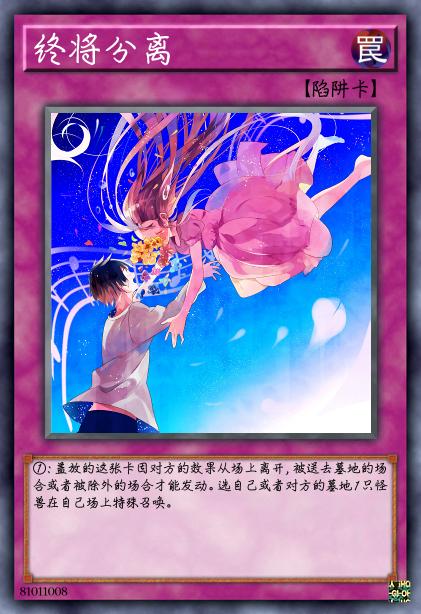 终将分离
罠
【陷阱卡】
①：盖放的这张卡因对方的效果从场上离开，被送去墓地的场
合或者被除外的场合才能发动。选自己或者对方的墓地1只怪
兽在自己场上特殊召唤。
81011008